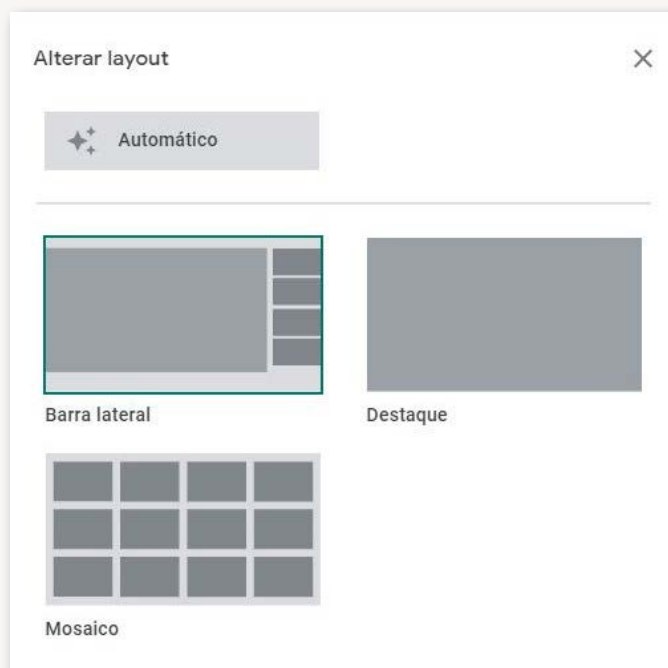 Alterar layout
Automático
Barra lateral
Destaque
Mosaico